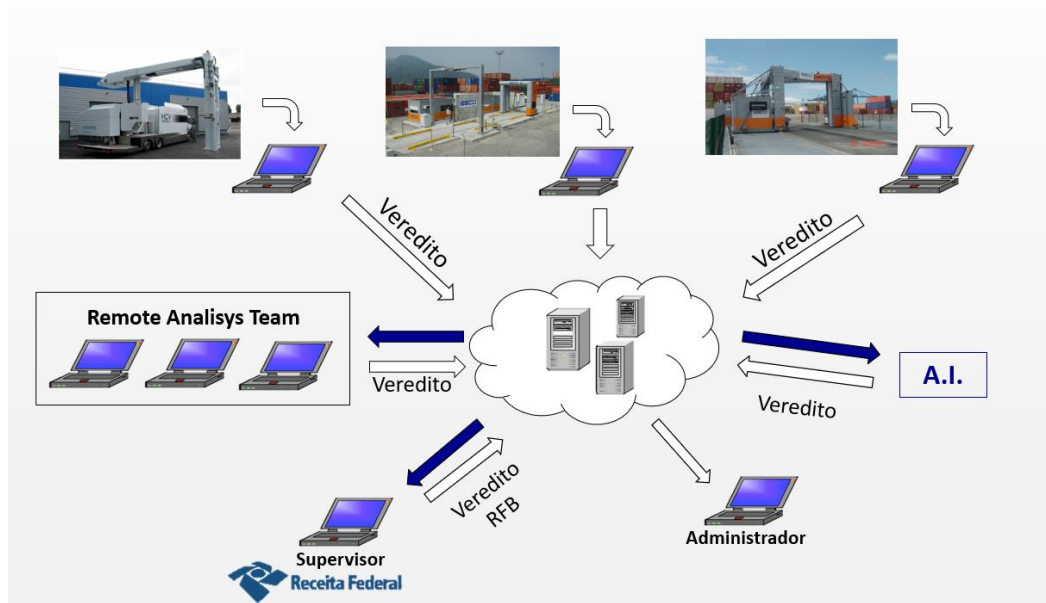 Veredito
Veredito
Remote Analisys Team
Veredito
A.I.
Veredito
Veredito
RFB
Supervisor
Receita Federal
Administrador